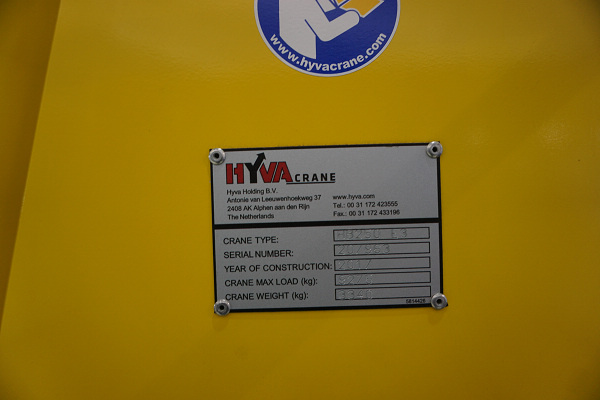 www.hyvacrane.com
HYVA CRANE
Hyva Holding B.V.
Antonie van Leeuwenhoekweg 37
2408 AK Alphen aan den Rijn
The Netherlands
www.hyva.com
Tel.: 00 31 172 423555
Fax.: 00 31 172 433196
CRANE TYPE:
SERIAL NUMBER:
YEAR OF CONSTRUCTION: 2017
CRANE MAX LOAD (kg):
CRANE WEIGHT (kg):